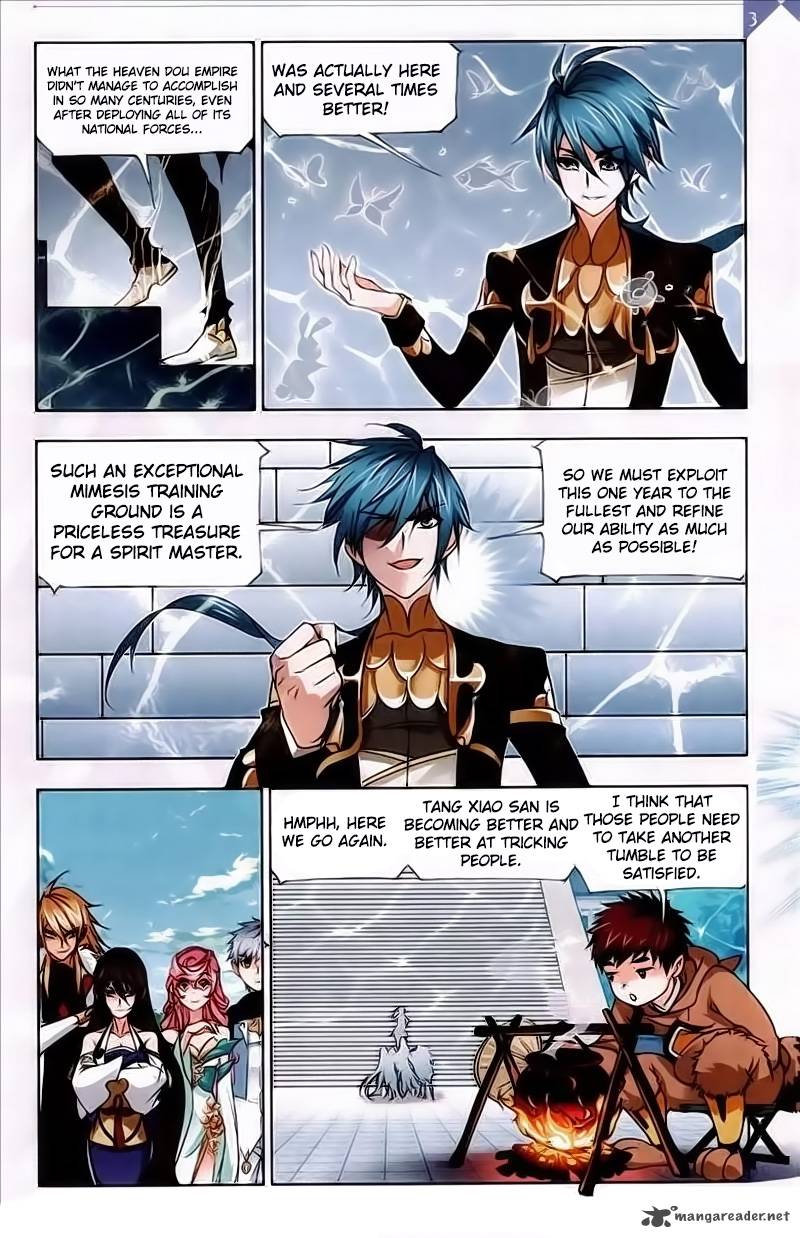 3
WHAT THE HEAVEN DOU EMPIRE
DIDN'T MANAGE TO ACCOMPLISH
IN SO MANY CENTURIES, EVEN
AFTER DEPLOYING ALL OF ITS
NATIONAL FORCES...
WAS ACTUALLY HERE
AND SEVERAL TIMES
BETTER!
SUCH AN EXCEPTIONAL
MIMESIS TRAINING
GROUND IS A
PRICELESS TREASURE
FOR A SPIRIT MASTER.
SO WE MUST EXPLOIT
THIS ONE YEAR TO THE
FULLEST AND REFINE
OUR ABILITY AS MUCH
AS POSSIBLE!
HMPHH, HERE
WE GO AGAIN.
TANG XIAO SAN IS
BECOMING BETTER AND
BETTER AT TRICKING
PEOPLE.
I THINK THAT
THOSE PEOPLE NEED
TO TAKE ANOTHER
TUMBLE TO BE
SATISFIED.
mangareader.net